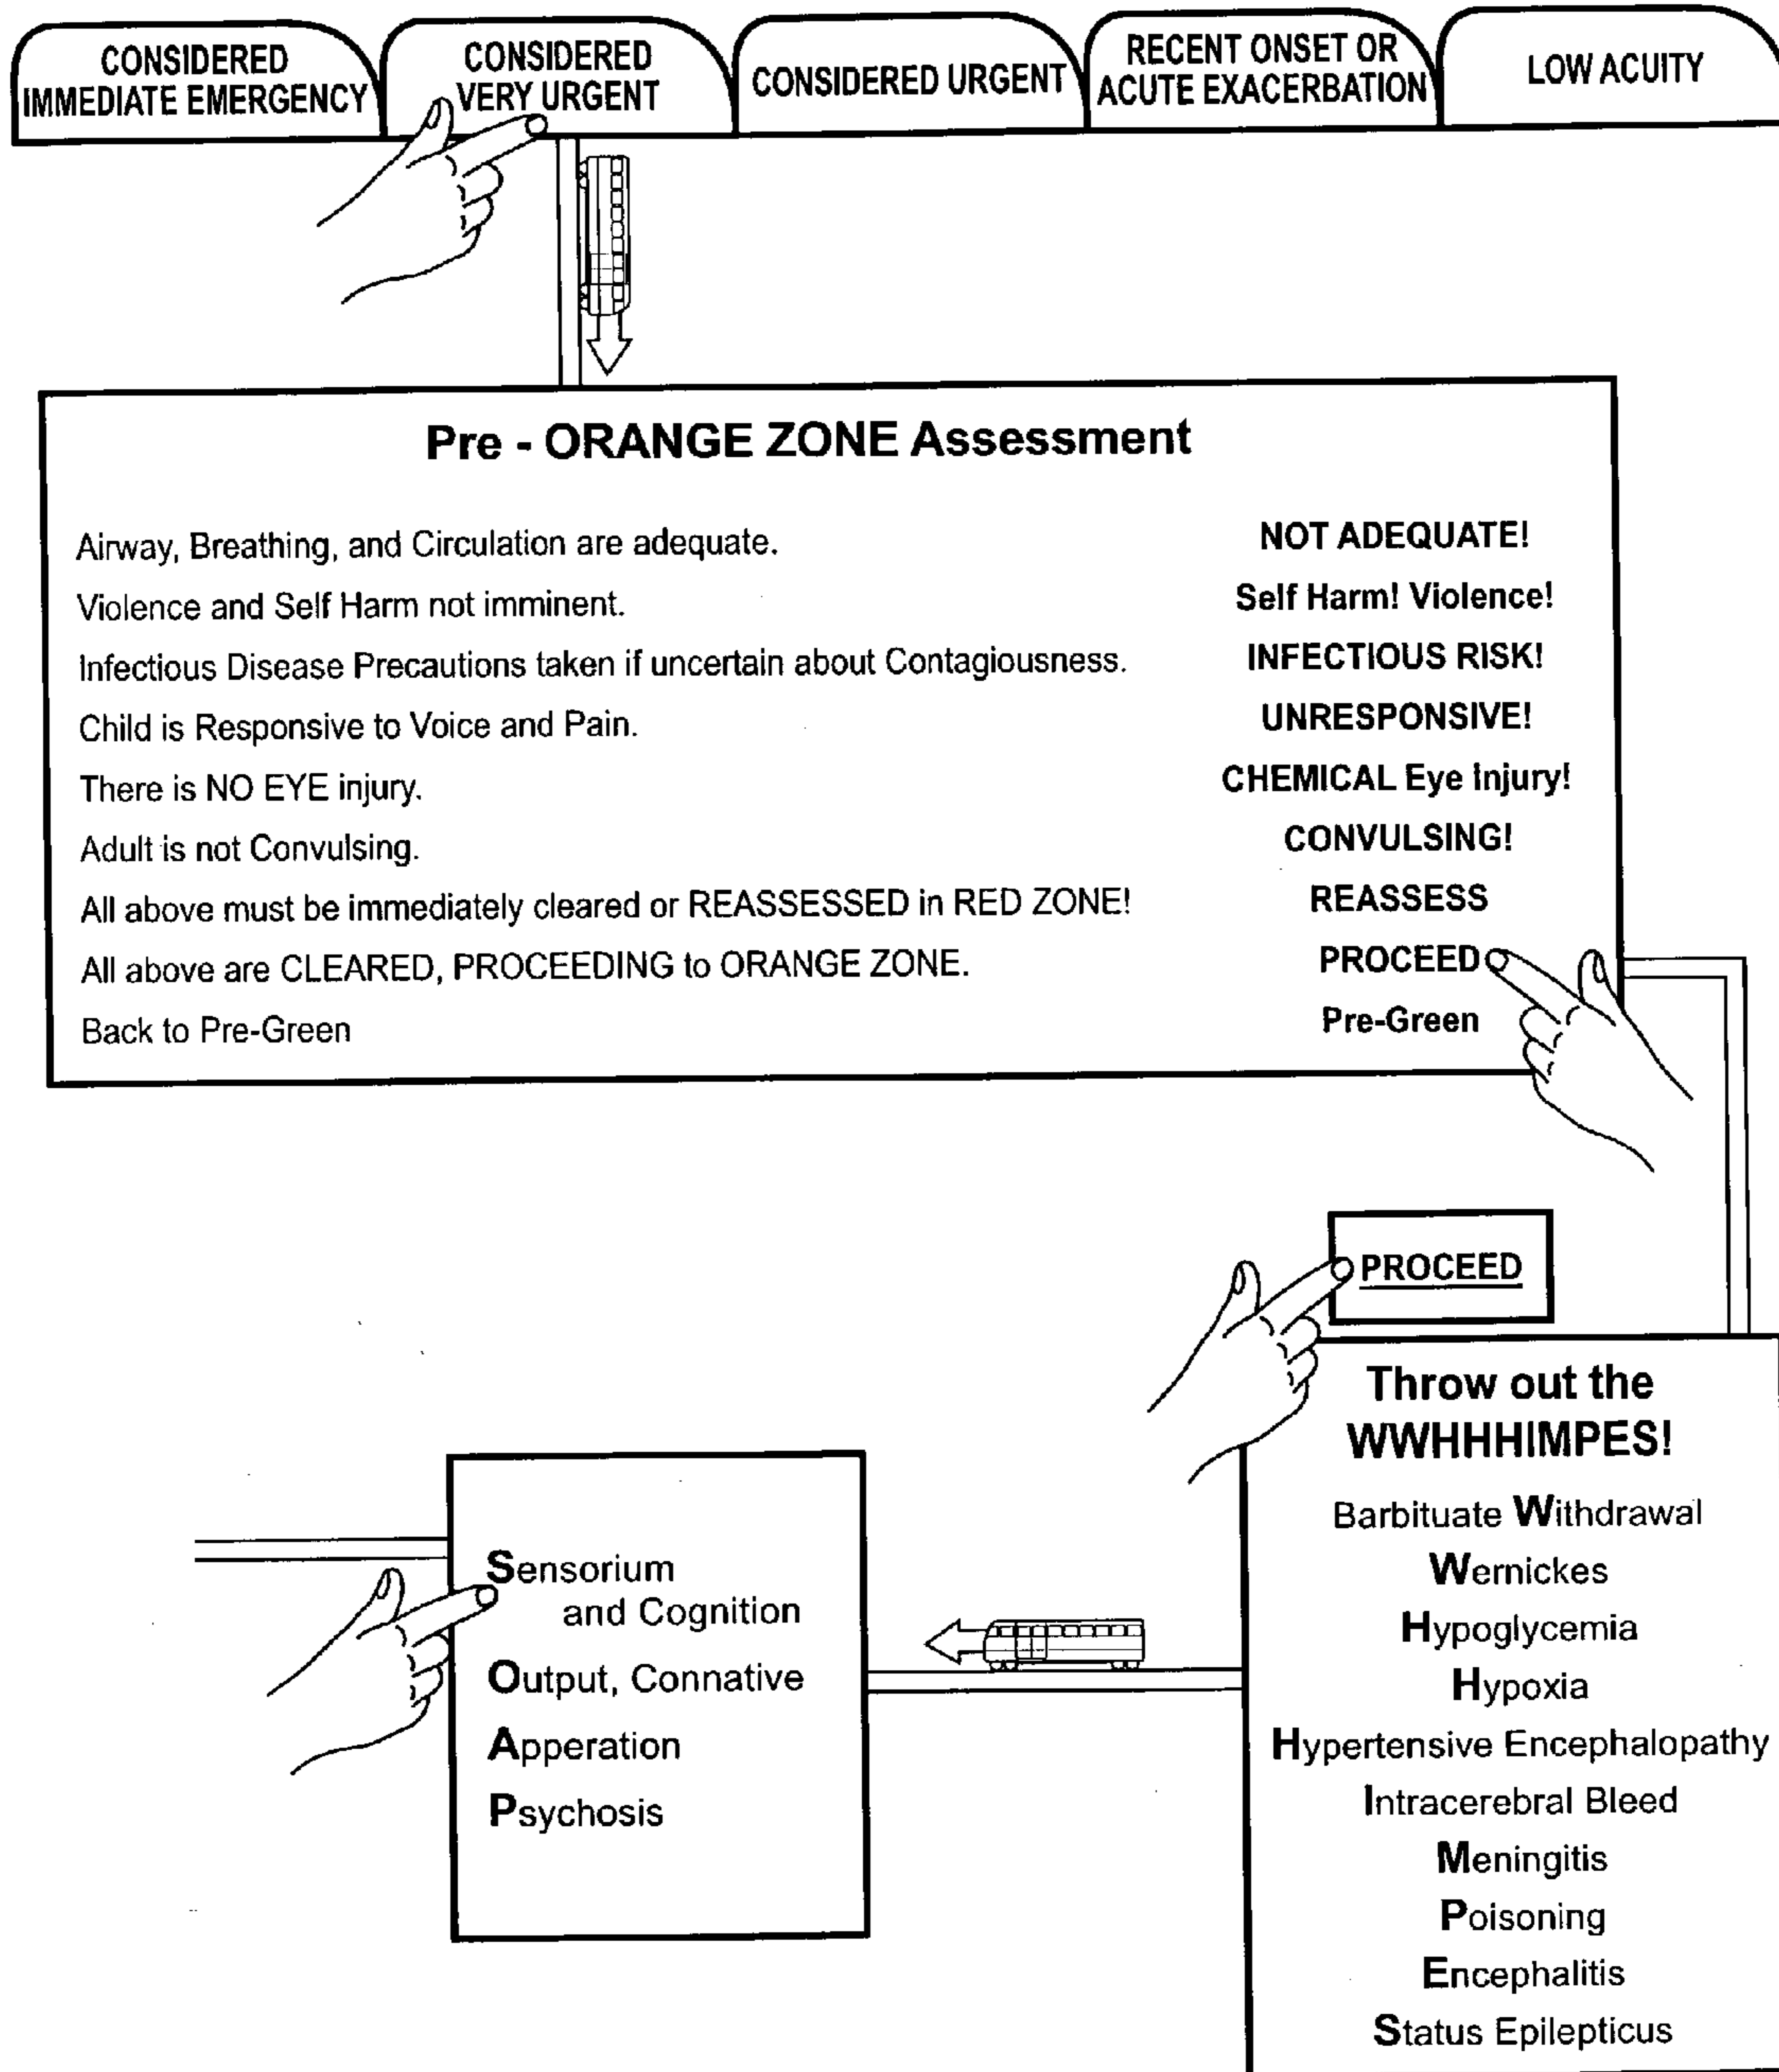 CONSIDERED
IMMEDIATE EMERGENCY
CONSIDERED
VERY URGENT
CONSIDERED URGENT
RECENT ONSET OR
ACUTE EXACERBATION
LOW ACUITY
Pre - ORANGE ZONE Assessment
Airway, Breathing, and Circulation are adequate. NOT ADEQUATE!
Violence and Self Harm not imminent. Self Harm! Violence!
Infectious Disease Precautions taken if uncertain about Contagiousness. INFECTIOUS RISK!
Child is Responsive to Voice and Pain. UNRESPONSIVE!
There is NO EYE injury. CHEMICAL Eye Injury!
Adult is not Convulsing. CONVULSING!
All above must be immediately cleared or REASSESSED in RED ZONE! REASSESS
All above are CLEARED, PROCEEDING to ORANGE ZONE. PROCEED
Back to Pre-Green Pre-Green
PROCEED
Throw out the
WWHHHIMPES!
Barbituate Withdrawal
Wernickes
Hypoglycemia
Hypoxia
Hypertensive Encephalopathy
Intracerebral Bleed
Meningitis
Poisoning
Encephalitis
Status Epilepticus
Sensorium
and Cognition
Output, Connative
Apperation
Psychosis